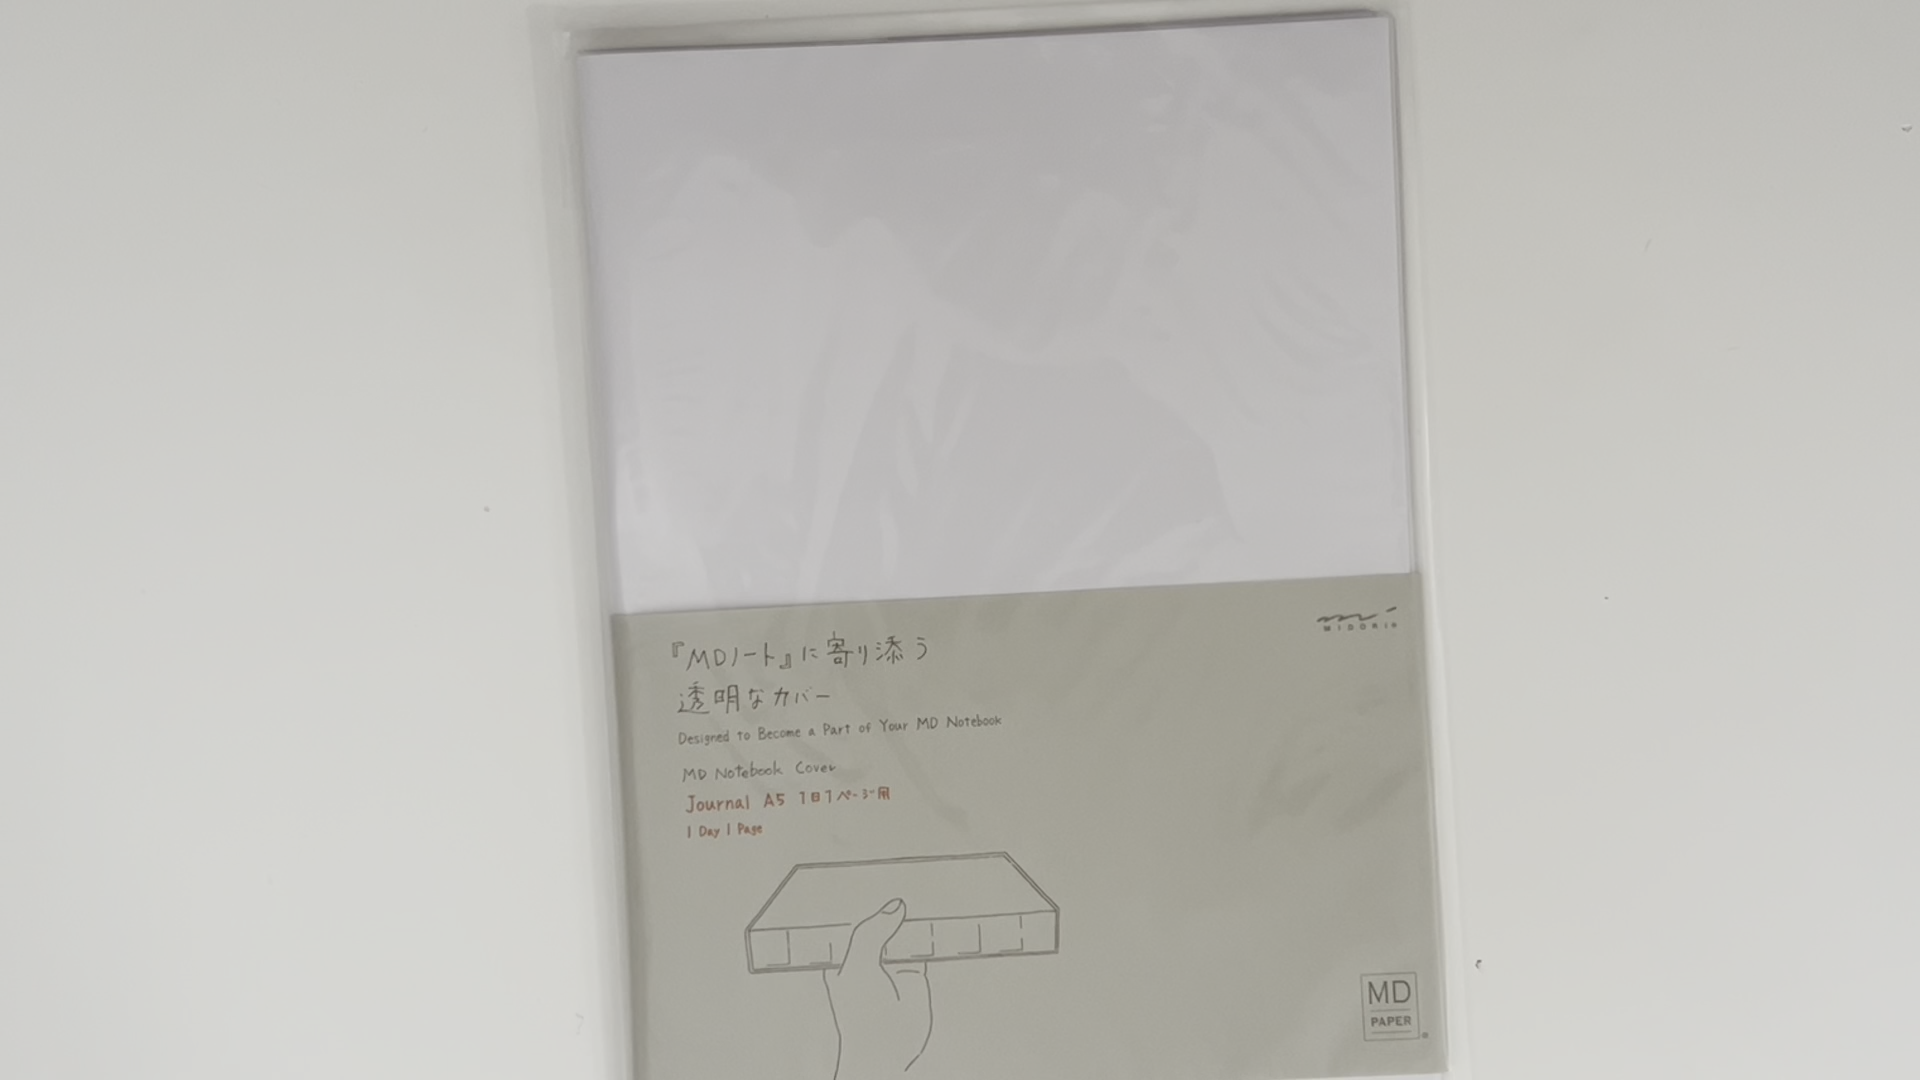 MIDORI®
『MDノート』に寄り添う
透明なカバー
Designed to Become a Part of Your MD Notebook
MD Notebook Cover
Journal A5 1日1ページ用
1 Day 1 Page
MD
PAPER®